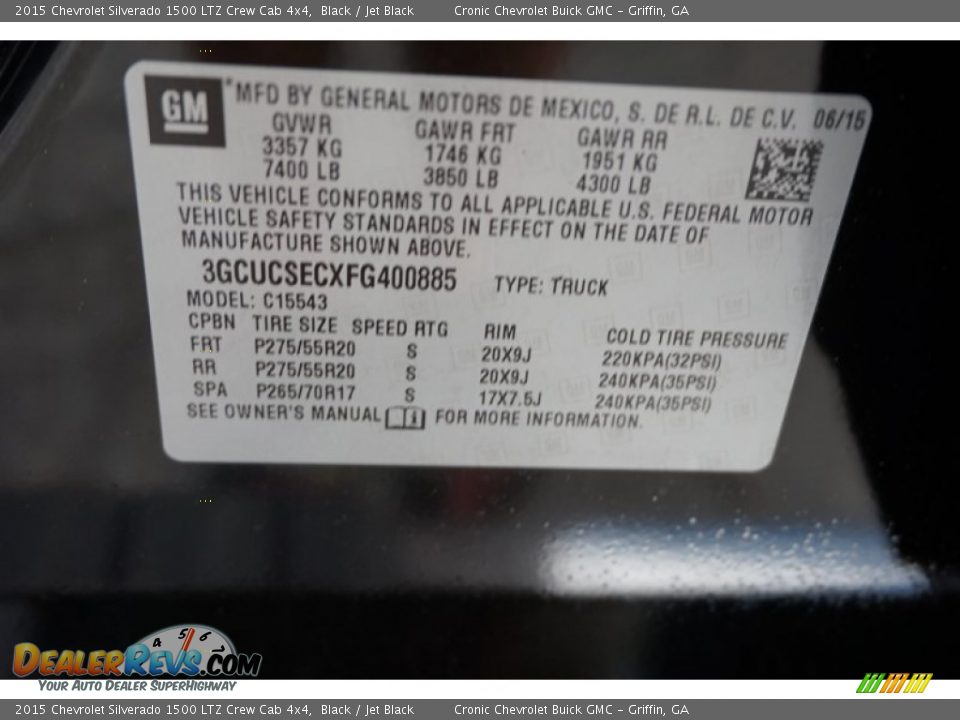 2015 Chevrolet Silverado 1500 LTZ Crew Cab 4x4, Black / Jet Black Cronic Chevrolet Buick GMC – Griffin, GA
GM *MFD BY GENERAL MOTORS DE MEXICO, S. DE R.L. DE C.V. 06/15
GVWR GAWR FRT GAWR RR
3357 KG 1746 KG 1951 KG
7400 LB 3850 LB 4300 LB
THIS VEHICLE CONFORMS TO ALL APPLICABLE U.S. FEDERAL MOTOR
VEHICLE SAFETY STANDARDS IN EFFECT ON THE DATE OF
MANUFACTURE SHOWN ABOVE.
3GCUCSECXFG400885 TYPE: TRUCK
MODEL: C15543
CPBN TIRE SIZE SPEED RTG RIM COLD TIRE PRESSURE
FRT P275/55R20 S 20X9J 220KPA(32PSI)
RR P275/55R20 S 20X9J 240KPA(35PSI)
SPA P265/70R17 S 17X7.5J 240KPA(35PSI)
SEE OWNER'S MANUAL FOR MORE INFORMATION.
4 5 6
DEALERREVS.COM
YOUR AUTO DEALER SUPERHIGHWAY
2015 Chevrolet Silverado 1500 LTZ Crew Cab 4x4, Black / Jet Black Cronic Chevrolet Buick GMC – Griffin, GA